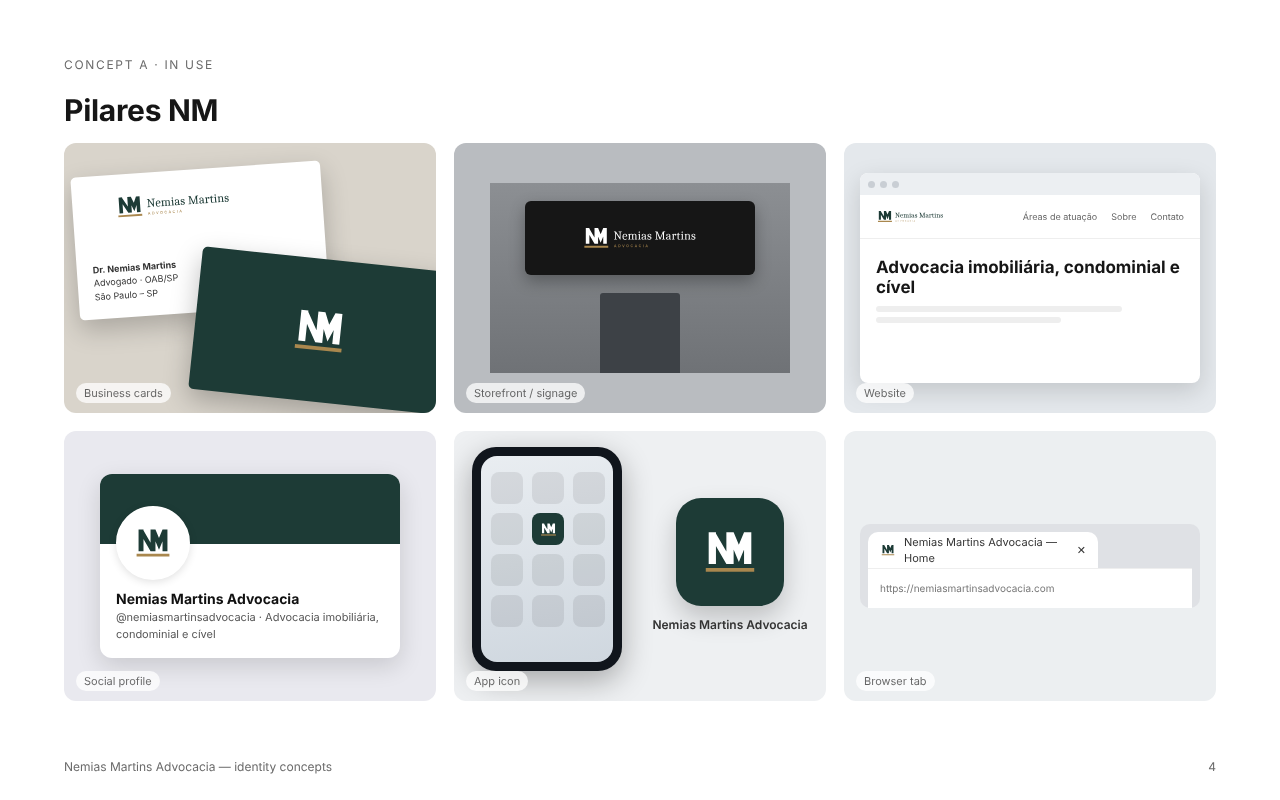 CONCEPT A · IN USE
Pilares NM
NM Nemias Martins
ADVOCACIA
Dr. Nemias Martins
Advogado · OAB/SP
São Paulo – SP
NM
Business cards
NM Nemias Martins
ADVOCACIA
Storefront / signage
NM Nemias Martins
Áreas de atuação Sobre Contato
Advocacia imobiliária, condominial e
cível
Website
NM
Nemias Martins Advocacia
@nemiasmartinsadvocacia · Advocacia imobiliária,
condominial e cível
Social profile
NM
NM
Nemias Martins Advocacia
App icon
NM
Nemias Martins Advocacia —
Home
✕
https://nemiasmartinsadvocacia.com
Browser tab
Nemias Martins Advocacia — identity concepts
4